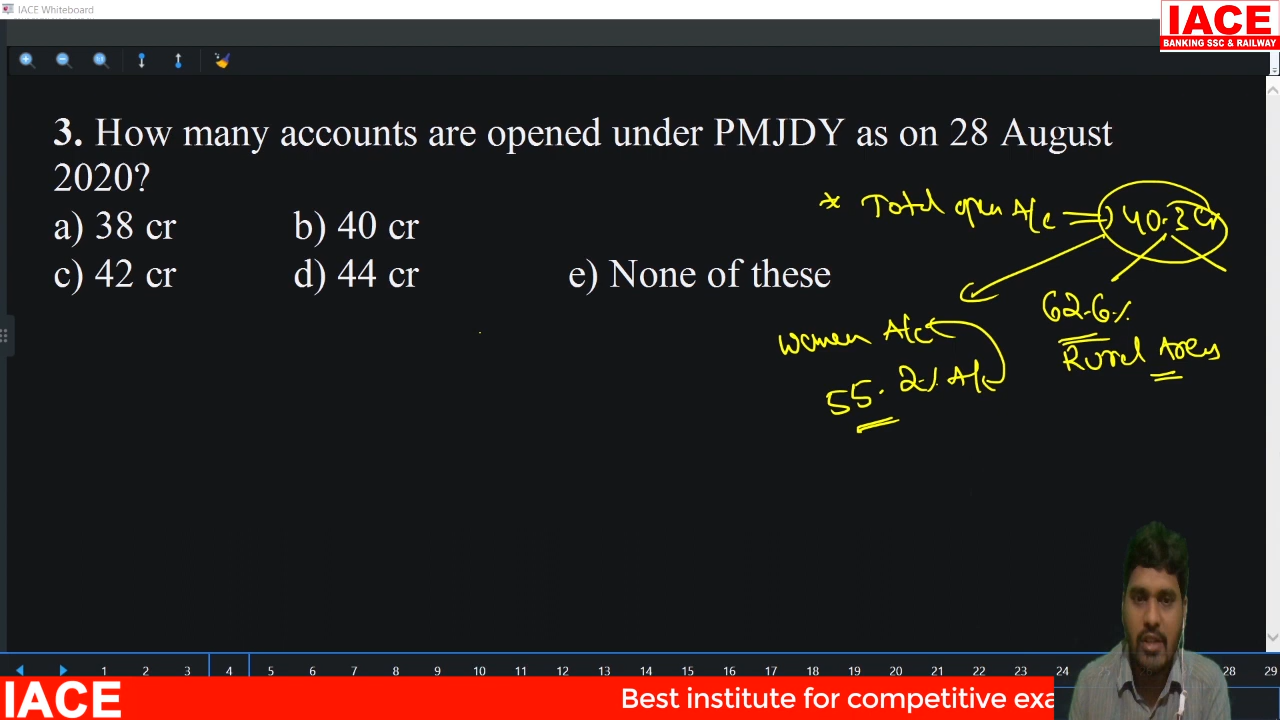 IACE Whiteboard
IACE
BANKING SSC & RAILWAY
3. How many accounts are opened under PMJDY as on 28 August
2020?
a) 38 cr b) 40 cr
c) 42 cr d) 44 cr e) None of these
* Total open A/c => 40.3 Cr
62.6%
Rural Areas
women A/c
55.2% A/c
1 2 3 4 5 6 7 8 9 10 11 12 13 14 15 16 17 18 19 20 21 22 23 24 28 29
IACE
Best institute for competitive exa